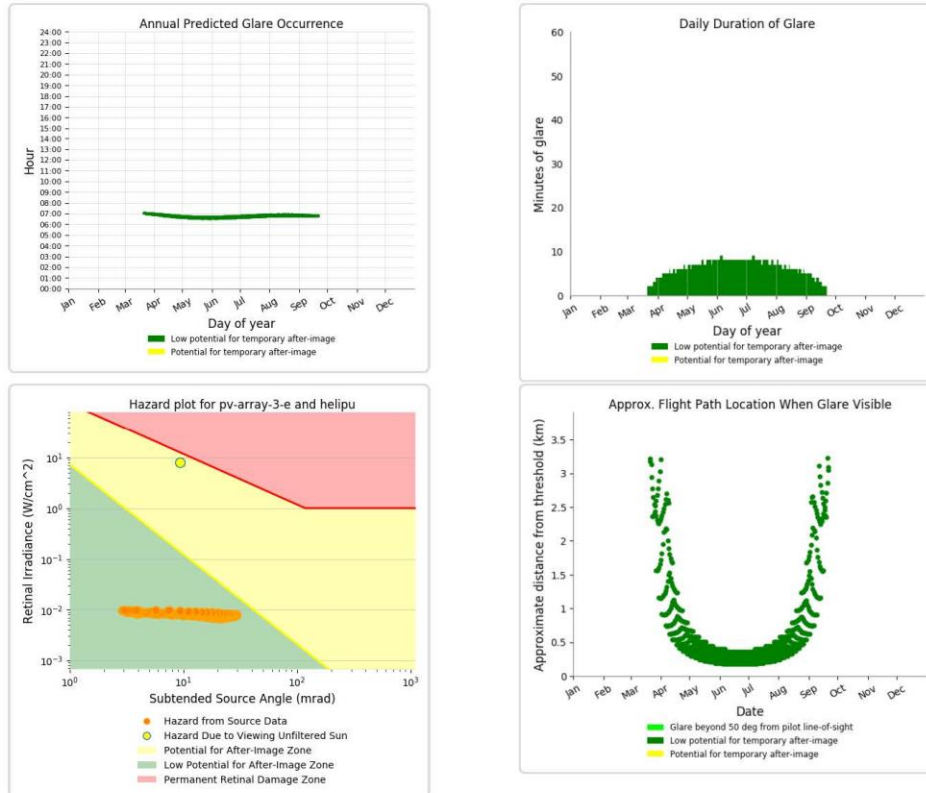 Annual Predicted Glare Occurrence
24:00
23:00
22:00
21:00
20:00
19:00
18:00
17:00
16:00
15:00
14:00
13:00
12:00
11:00
10:00
09:00
08:00
07:00
06:00
05:00
04:00
03:00
02:00
01:00
00:00
Hour
Jan Feb Mar Apr May Jun Jul Aug Sep Oct Nov Dec
Day of year
Low potential for temporary after-image
Potential for temporary after-image
Daily Duration of Glare
60
50
40
30
20
10
0
Minutes of glare
Jan Feb Mar Apr May Jun Jul Aug Sep Oct Nov Dec
Day of year
Low potential for temporary after-image
Potential for temporary after-image
Hazard plot for pv-array-3-e and helipu
10^1
10^0
10^-1
10^-2
10^-3
Retinal Irradiance (W/cm^2)
10^0 10^1 10^2 10^3
Subtended Source Angle (mrad)
Hazard from Source Data
Hazard Due to Viewing Unfiltered Sun
Potential for After-Image Zone
Low Potential for After-Image Zone
Permanent Retinal Damage Zone
Approx. Flight Path Location When Glare Visible
3.5
3
2.5
2
1.5
1
0.5
0
Approximate distance from threshold (km)
Jan Feb Mar Apr May Jun Jul Aug Sep Oct Nov Dec
Date
Glare beyond 50 deg from pilot line-of-sight
Low potential for temporary after-image
Potential for temporary after-image